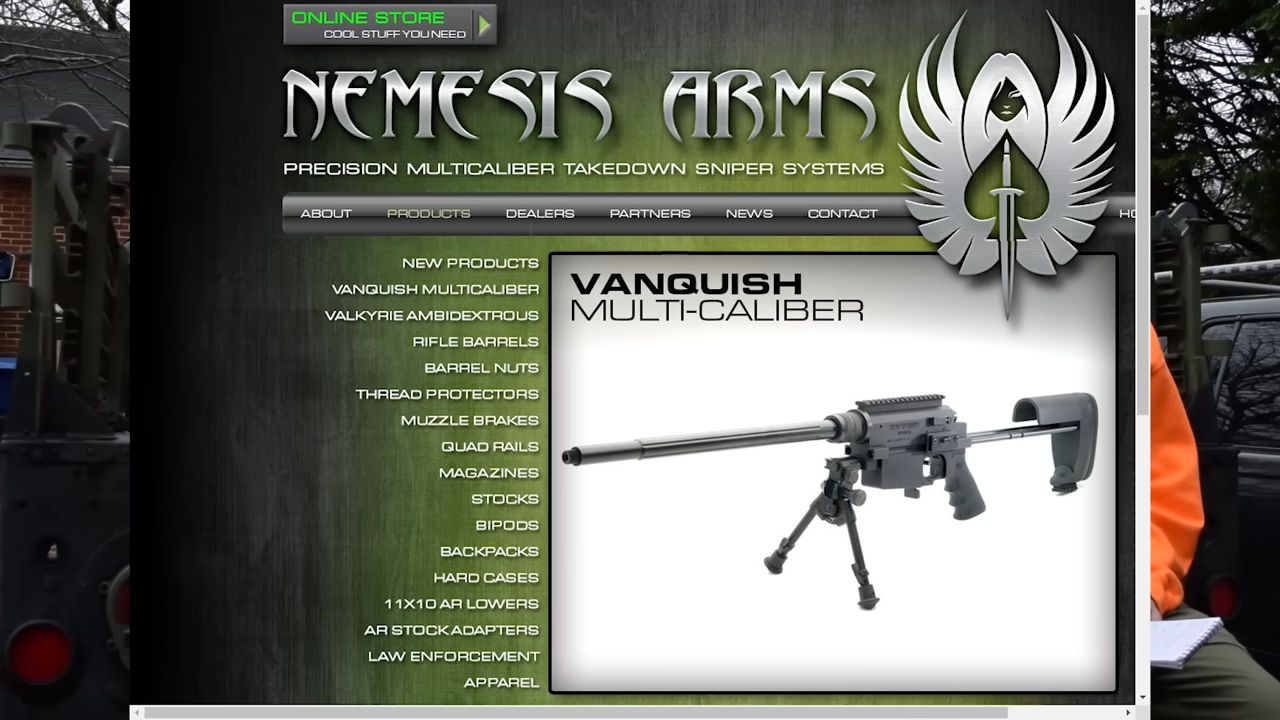 ONLINE STORE
COOL STUFF YOU NEED
NEMESIS ARMS
PRECISION MULTICALIBER TAKEDOWN SNIPER SYSTEMS
ABOUT PRODUCTS DEALERS PARTNERS NEWS CONTACT
NEW PRODUCTS
VANQUISH MULTICALIBER
VALKYRIE AMBIDEXTROUS
RIFLE BARRELS
BARREL NUTS
THREAD PROTECTORS
MUZZLE BRAKES
QUAD RAILS
MAGAZINES
STOCKS
BIPODS
BACKPACKS
HARD CASES
11X10 AR LOWERS
AR STOCK ADAPTERS
LAW ENFORCEMENT
APPAREL
VANQUISH
MULTI-CALIBER